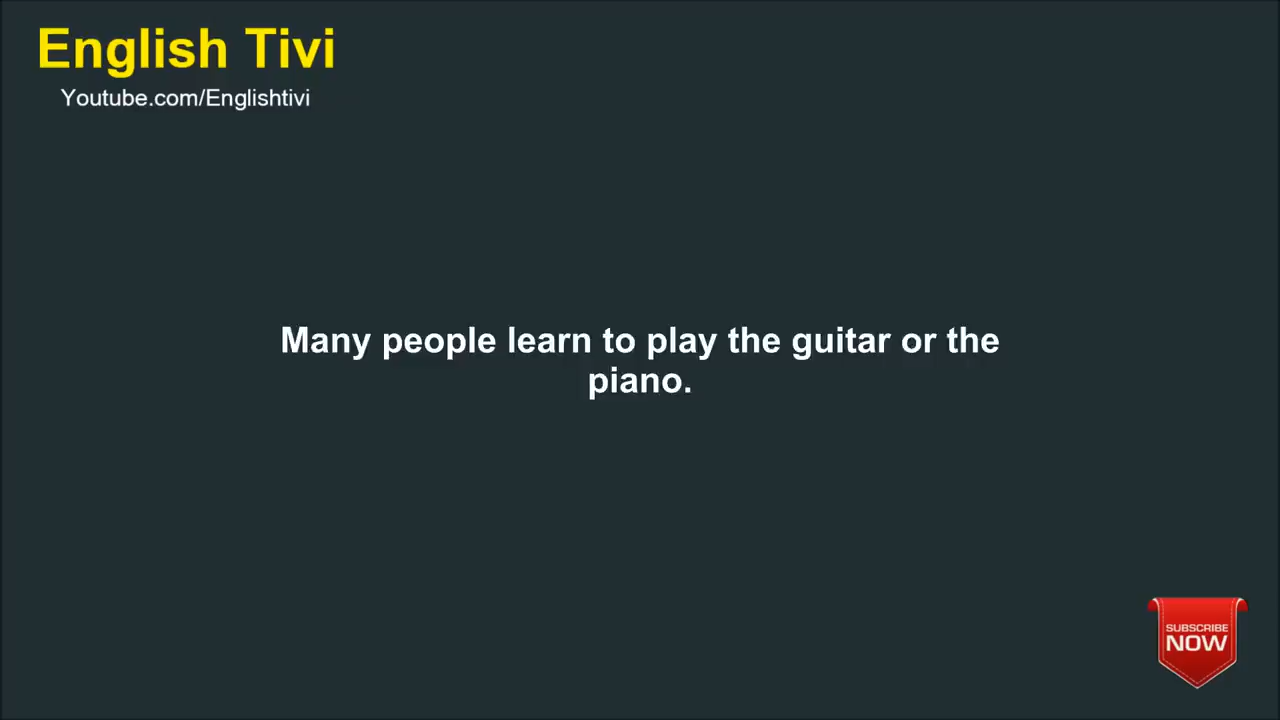 English Tivi
Youtube.com/Englishtivi
Many people learn to play the guitar or the
piano.
SUBSCRIBE
NOW